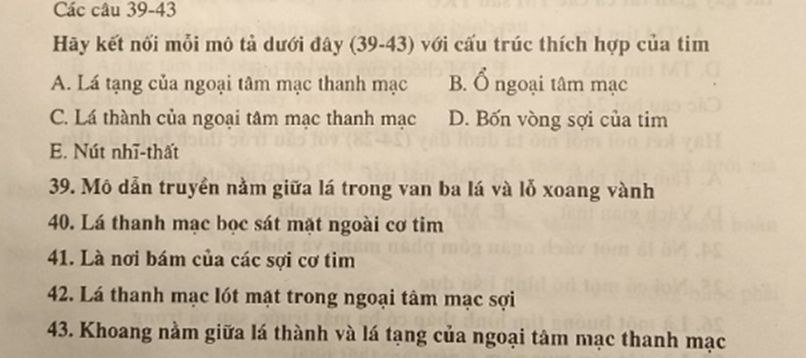 Các câu 39-43
Hãy kết nối mỗi mô tả dưới đây (39-43) với cấu trúc thích hợp của tim
A. Lá tạng của ngoại tâm mạc thanh mạc B. Ổ ngoại tâm mạc
C. Lá thành của ngoại tâm mạc thanh mạc D. Bốn vòng sợi của tim
E. Nút nhĩ-thất
39. Mô dẫn truyền nằm giữa lá trong van ba lá và lỗ xoang vành
40. Lá thanh mạc bọc sát mặt ngoài cơ tim
41. Là nơi bám của các sợi cơ tim
42. Lá thanh mạc lót mặt trong ngoại tâm mạc sợi
43. Khoang nằm giữa lá thành và lá tạng của ngoại tâm mạc thanh mạc